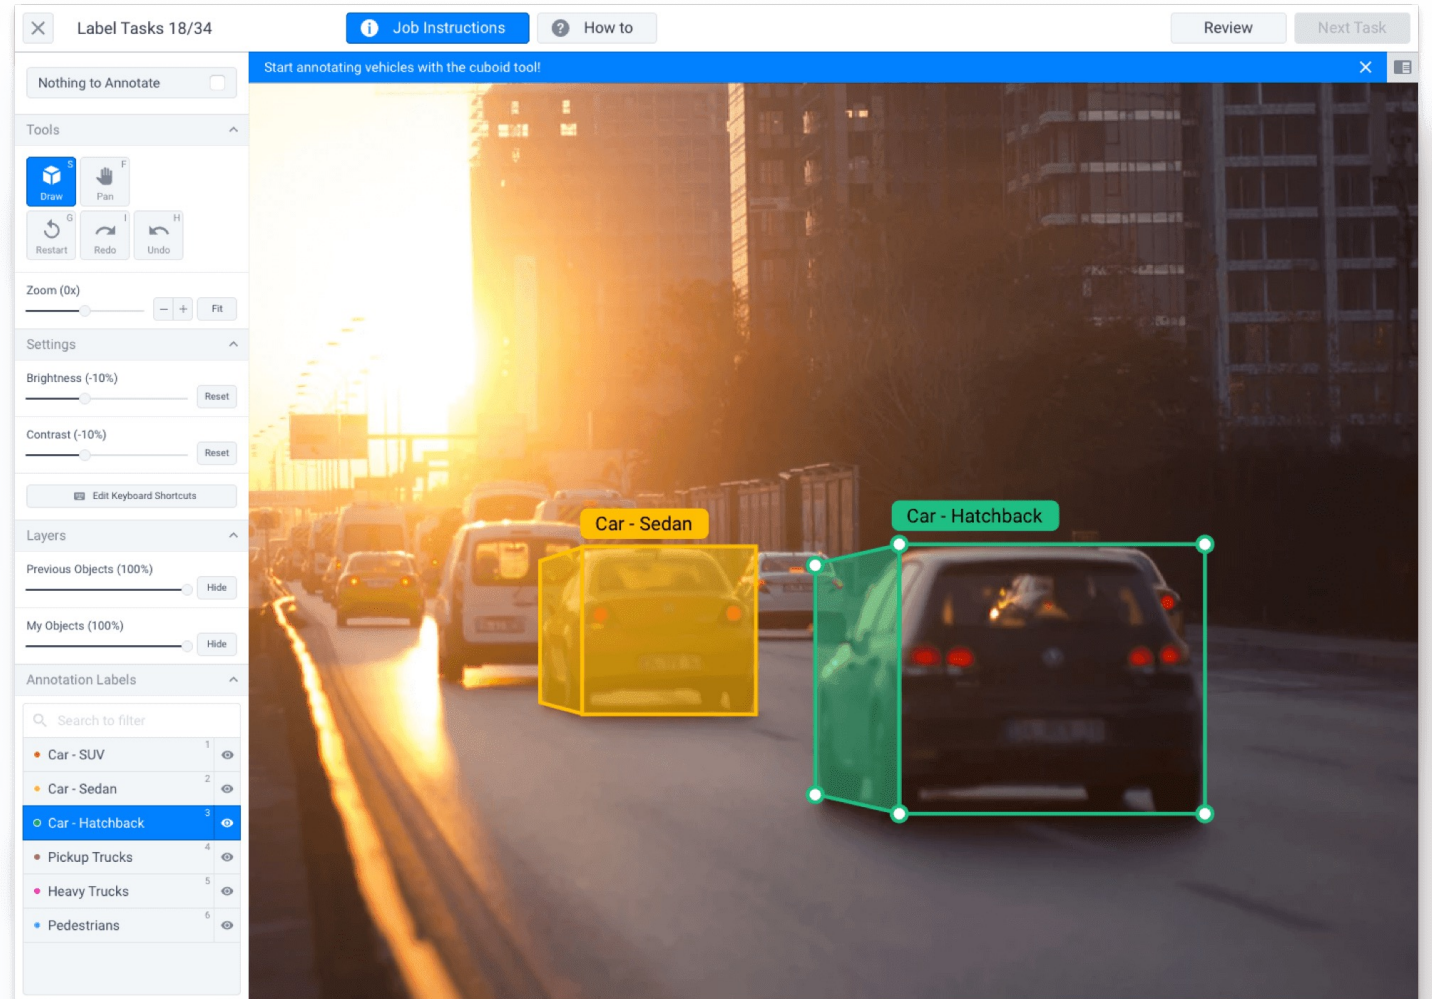 Label Tasks 18/34
Job Instructions
How to
Review
Next Task
Nothing to Annotate
Start annotating vehicles with the cuboid tool!
Tools
S
Draw
F
Pan
G
Restart
I
Redo
H
Undo
Zoom (0x)
Fit
Settings
Brightness (-10%)
Reset
Contrast (-10%)
Reset
Edit Keyboard Shortcuts
Layers
Previous Objects (100%)
Hide
My Objects (100%)
Hide
Annotation Labels
Search to filter
Car - SUV 1
Car - Sedan 2
Car - Hatchback 3
Pickup Trucks 4
Heavy Trucks 5
Pedestrians 6
Car - Sedan
Car - Hatchback